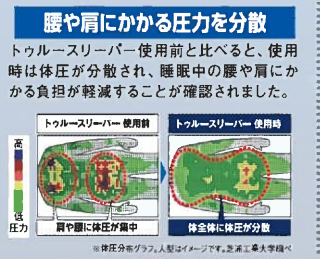 腰や肩にかかる圧力を分散
トゥルースリーパー使用前と比べると、使用
時は体圧が分散され、睡眠中の腰や肩にか
かる負担が軽減することが確認されました。
トゥルースリーパー 使用前
トゥルースリーパー 使用時
高
低
圧力
肩や腰に体圧が集中
体全体に体圧が分散
※体圧分布グラフ。人型はイメージです。芝浦工業大学調べ